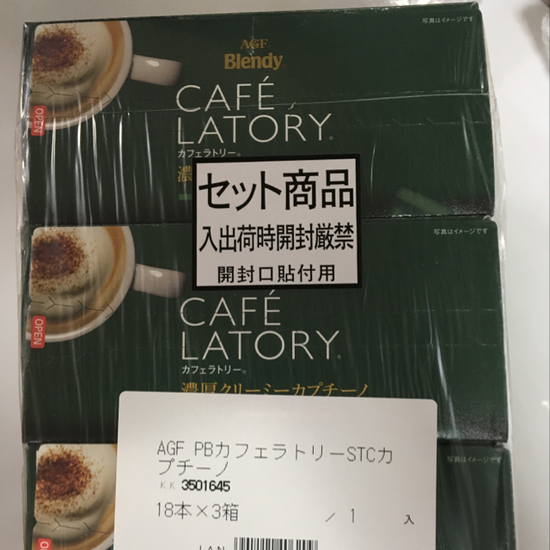 写真はイメージです
AGF
Blendy
OPEN
CAFÉ
LATORY®
カフェラトリー®
濃
セット商品
入出荷時開封厳禁
開封口貼付用
写真はイメージです
OPEN
CAFÉ
LATORY®
カフェラトリー®
濃厚クリーミーカプチーノ
AGF PBカフェラトリーSTCカ
プチーノ
KK 3501645
18本×3箱 / 1 入
JAN